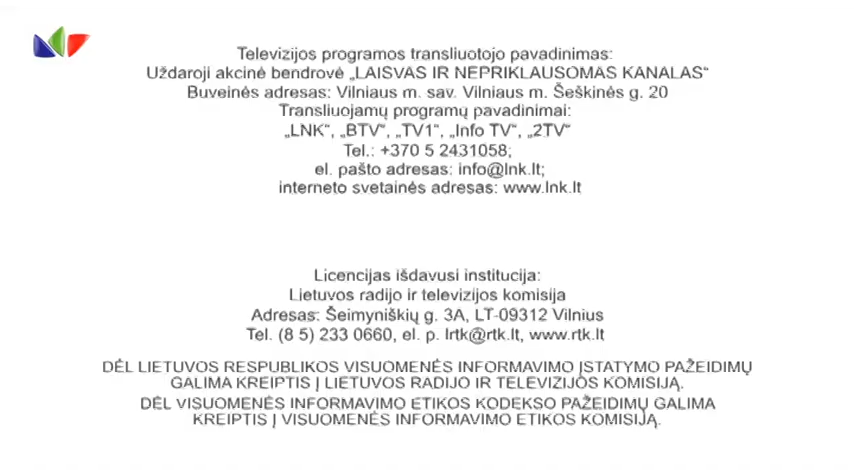 Televizijos programos transliuotojo pavadinimas:
Uždaroji akcinė bendrovė „LAISVAS IR NEPRIKLAUSOMAS KANALAS“
Buveinės adresas: Vilniaus m. sav. Vilniaus m. Šeškinės g. 20
Transliuojamų programų pavadinimai:
„LNK“, „BTV“, „TV1“, „Info TV“, „2TV“
Tel.: +370 5 2431058;
el. pašto adresas: info@lnk.lt;
interneto svetainės adresas: www.lnk.lt
Licencijas išdavusi institucija:
Lietuvos radijo ir televizijos komisija
Adresas: Šeimyniškių g. 3A, LT-09312 Vilnius
Tel. (8 5) 233 0660, el. p. lrtk@rtk.lt, www.rtk.lt
DĖL LIETUVOS RESPUBLIKOS VISUOMENĖS INFORMAVIMO ĮSTATYMO PAŽEIDIMŲ
GALIMA KREIPTIS Į LIETUVOS RADIJO IR TELEVIZIJOS KOMISIJĄ.
DĖL VISUOMENĖS INFORMAVIMO ETIKOS KODEKSO PAŽEIDIMŲ GALIMA
KREIPTIS Į VISUOMENĖS INFORMAVIMO ETIKOS KOMISIJĄ.